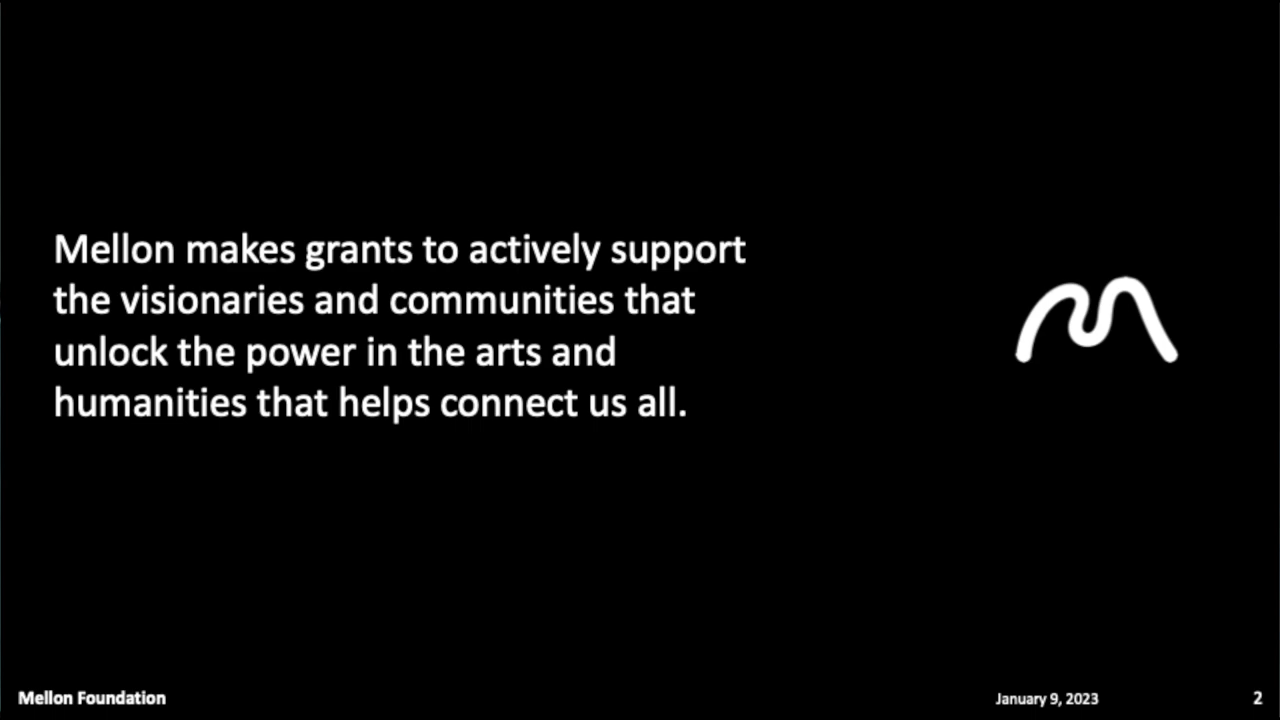 Mellon makes grants to actively support
the visionaries and communities that
unlock the power in the arts and
humanities that helps connect us all.
Mellon Foundation
January 9, 2023
2